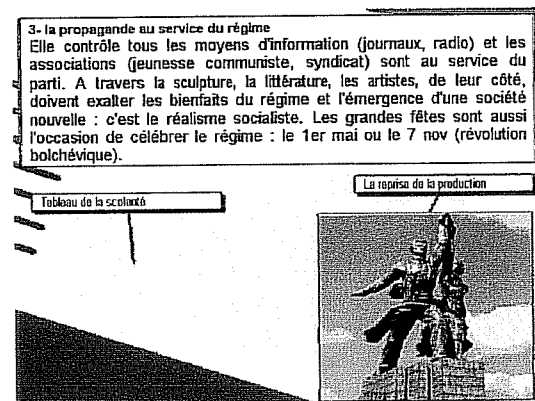 3- la propagande au service du régime
Elle contrôle tous les moyens d'information (journaux, radio) et les
associations (jeunesse communiste, syndicat) sont au service du
parti. A travers la sculpture, la littérature, les artistes, de leur côté,
doivent exalter les bienfaits du régime et l'émergence d'une société
nouvelle : c'est le réalisme socialiste. Les grandes fêtes sont aussi
l'occasion de célébrer le régime : le 1er mai ou le 7 nov (révolution
bolchévique).
La reprise de la production
Tableau de la scolarité